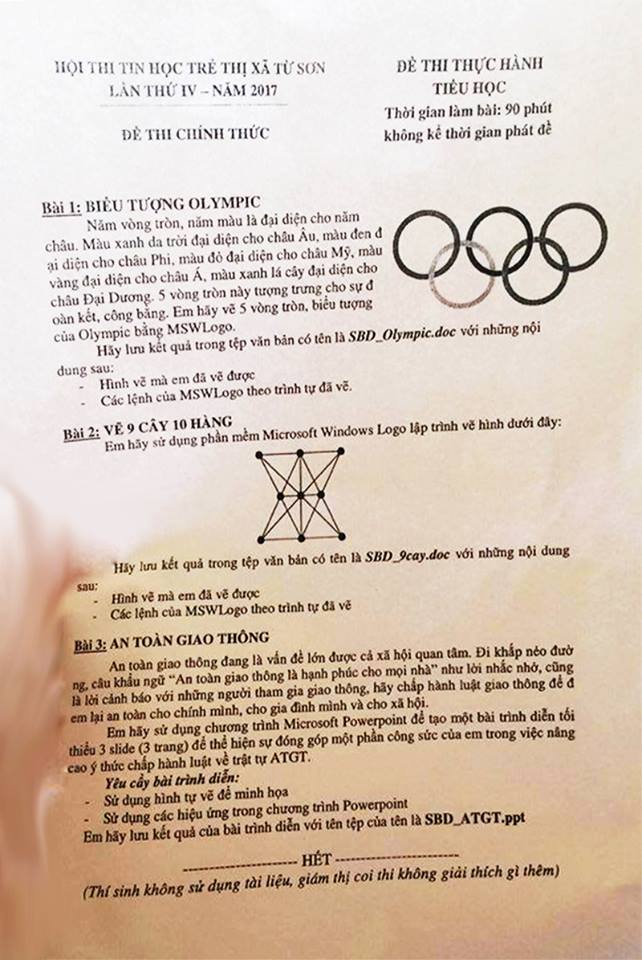 HỘI THI TIN HỌC TRẺ THỊ XÃ TỪ SƠN
LẦN THỨ IV – NĂM 2017
ĐỀ THI CHÍNH THỨC
ĐỀ THI THỰC HÀNH
TIỂU HỌC
Thời gian làm bài: 90 phút
không kể thời gian phát đề
Bài 1: BIỂU TƯỢNG OLYMPIC
Năm vòng tròn, năm màu là đại diện cho năm
châu. Màu xanh da trời đại diện cho châu Âu, màu đen đ
ại diện cho châu Phi, màu đỏ đại diện cho châu Mỹ, màu
vàng đại diện cho châu Á, màu xanh lá cây đại diện cho
châu Đại Dương. 5 vòng tròn này tượng trưng cho sự đ
oàn kết, công bằng. Em hãy vẽ 5 vòng tròn, biểu tượng
của Olympic bằng MSWLogo.
Hãy lưu kết quả trong tệp văn bản có tên là SBD_Olympic.doc với những nội
dung sau:
- Hình vẽ mà em đã vẽ được
- Các lệnh của MSWLogo theo trình tự đã vẽ.
Bài 2: VẼ 9 CÂY 10 HÀNG
Em hãy sử dụng phần mềm Microsoft Windows Logo lập trình vẽ hình dưới đây:
Hãy lưu kết quả trong tệp văn bản có tên là SBD_9cay.doc với những nội dung
sau:
- Hình vẽ mà em đã vẽ được
- Các lệnh của MSWLogo theo trình tự đã vẽ
Bài 3: AN TOÀN GIAO THÔNG
An toàn giao thông đang là vấn đề lớn được cả xã hội quan tâm. Đi khắp nẻo đườ
ng, câu khẩu ngữ “An toàn giao thông là hạnh phúc cho mọi nhà” như lời nhắc nhở, cũng
là lời cảnh báo với những người tham gia giao thông, hãy chấp hành luật giao thông để đ
em lại an toàn cho chính mình, cho gia đình mình và cho xã hội.
Em hãy sử dụng chương trình Microsoft Powerpoint để tạo một bài trình diễn tối
thiểu 3 slide (3 trang) để thể hiện sự đóng góp một phần công sức của em trong việc nâng
cao ý thức chấp hành luật về trật tự ATGT.
Yêu cầy bài trình diễn:
- Sử dụng hình tự vẽ để minh họa
- Sử dụng các hiệu ứng trong chương trình Powerpoint
Em hãy lưu kết quả của bài trình diễn với tên tệp của tên là SBD_ATGT.ppt
---------------------- HẾT ----------------------
(Thí sinh không sử dụng tài liệu, giám thị coi thi không giải thích gì thêm)